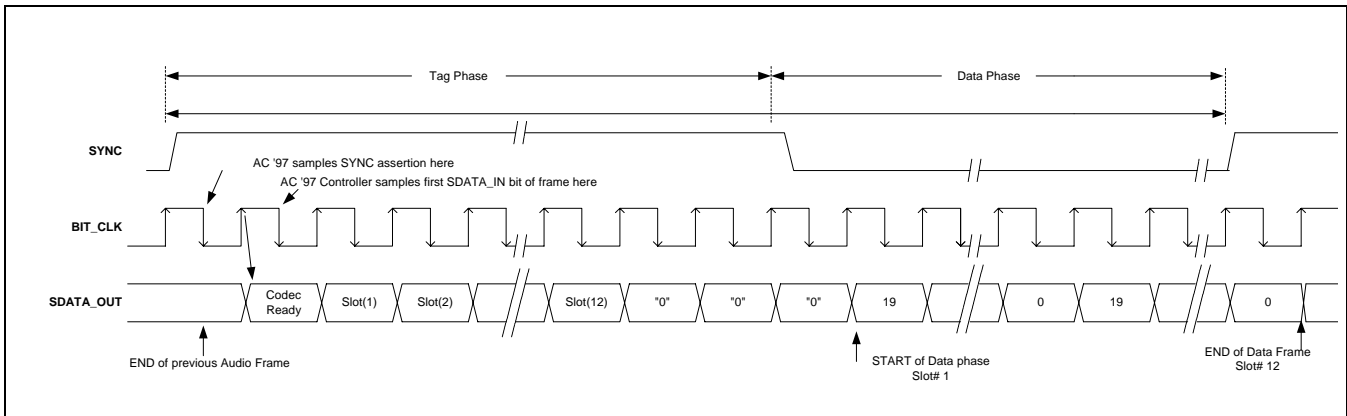 Tag Phase
Data Phase
SYNC
AC '97 samples SYNC assertion here
AC '97 Controller samples first SDATA_IN bit of frame here
BIT_CLK
SDATA_OUT
Codec
Ready
Slot(1)
Slot(2)
Slot(12)
"0"
"0"
"0"
19
0
19
0
END of previous Audio Frame
START of Data phase
Slot# 1
END of Data Frame
Slot# 12